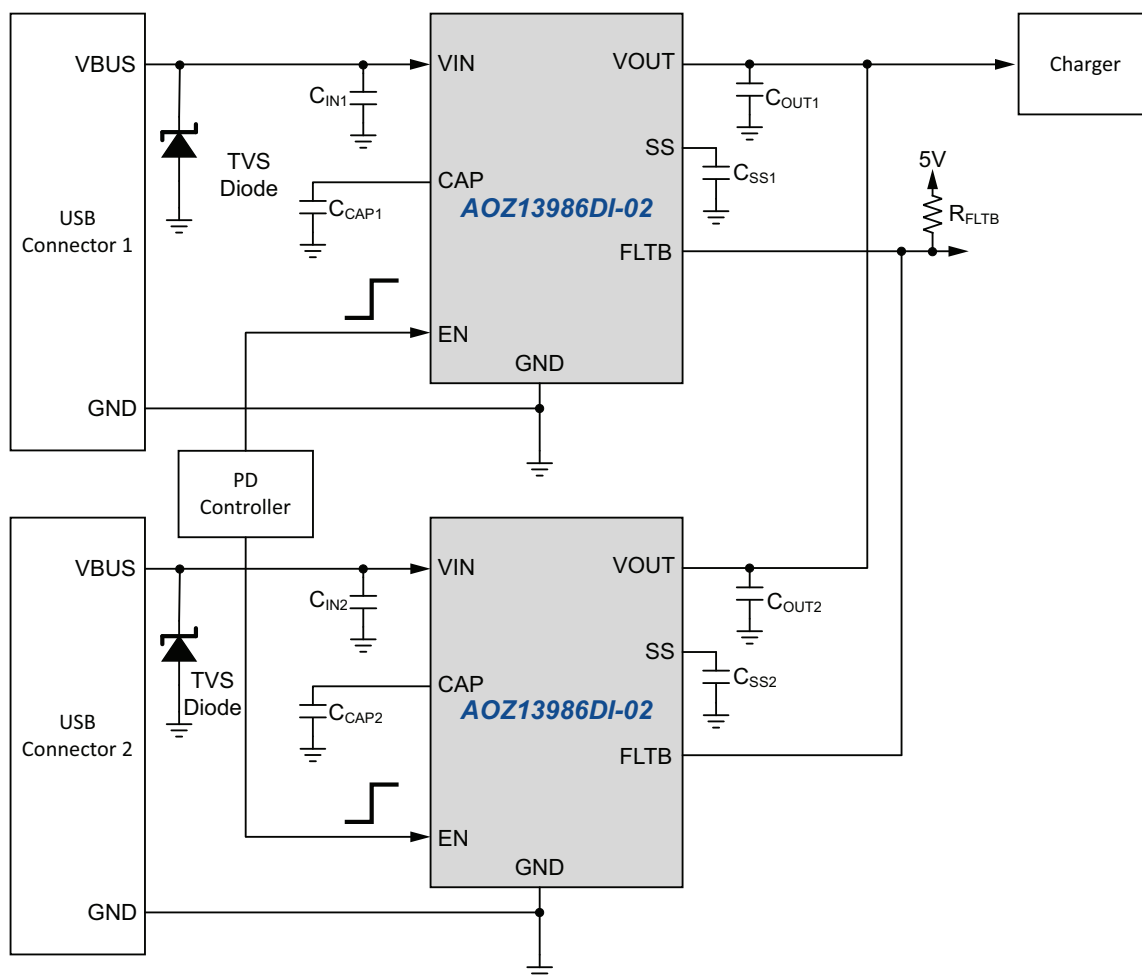 VBUS
VIN
VOUT
Charger
CIN1
COUT1
TVS
Diode
SS
CSS1
5V
CAP
CCAP1
AOZ13986DI-02
RFLTB
USB
Connector 1
FLTB
EN
GND
GND
PD
Controller
VBUS
VIN
VOUT
CIN2
COUT2
TVS
Diode
SS
CSS2
CAP
CCAP2
AOZ13986DI-02
USB
Connector 2
FLTB
EN
GND
GND